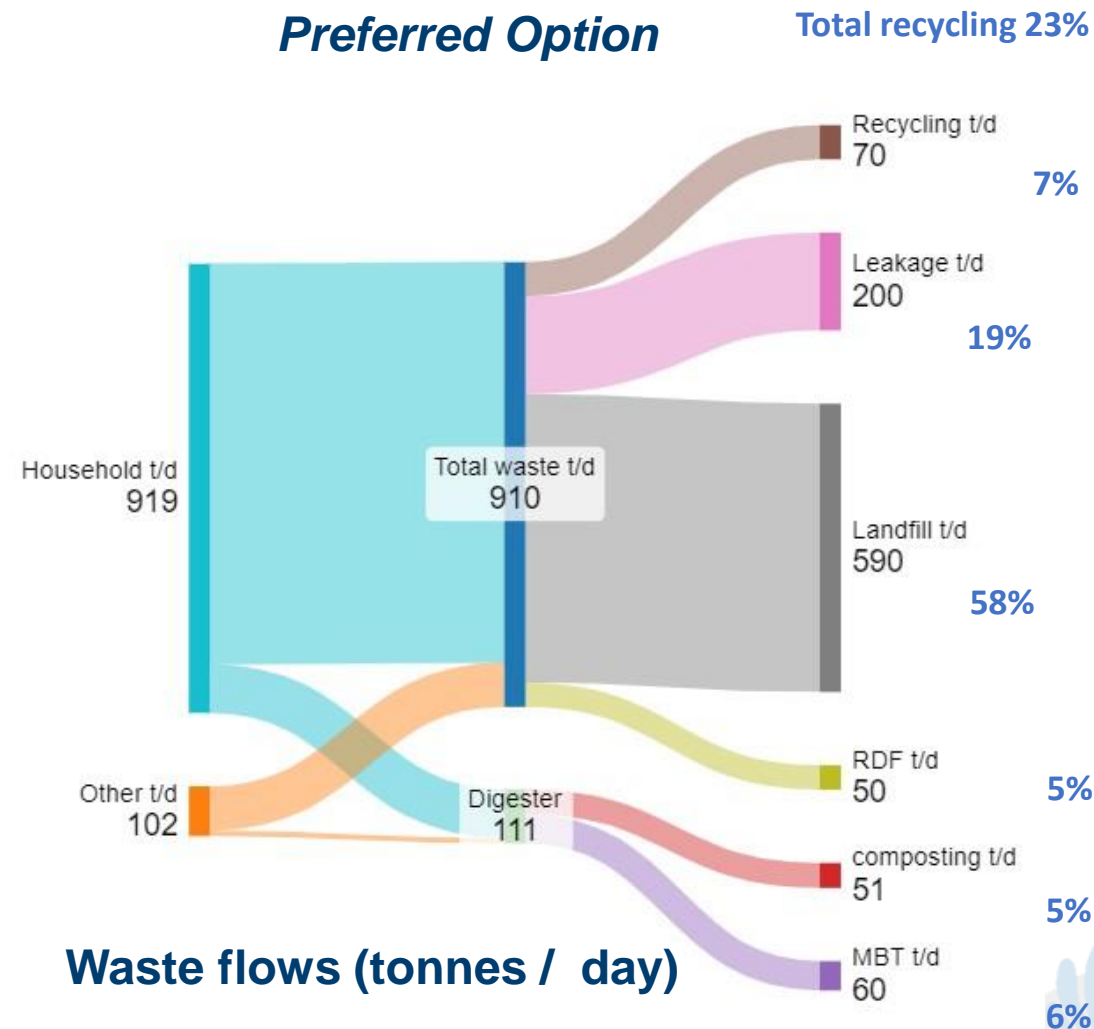 Preferred Option
Total recycling 23%
Recycling t/d
70
7%
Leakage t/d
200
19%
Household t/d
919
Total waste t/d
910
Landfill t/d
590
58%
RDF t/d
50
5%
Other t/d
102
Digester
111
composting t/d
51
5%
MBT t/d
60
6%
Waste flows (tonnes / day)